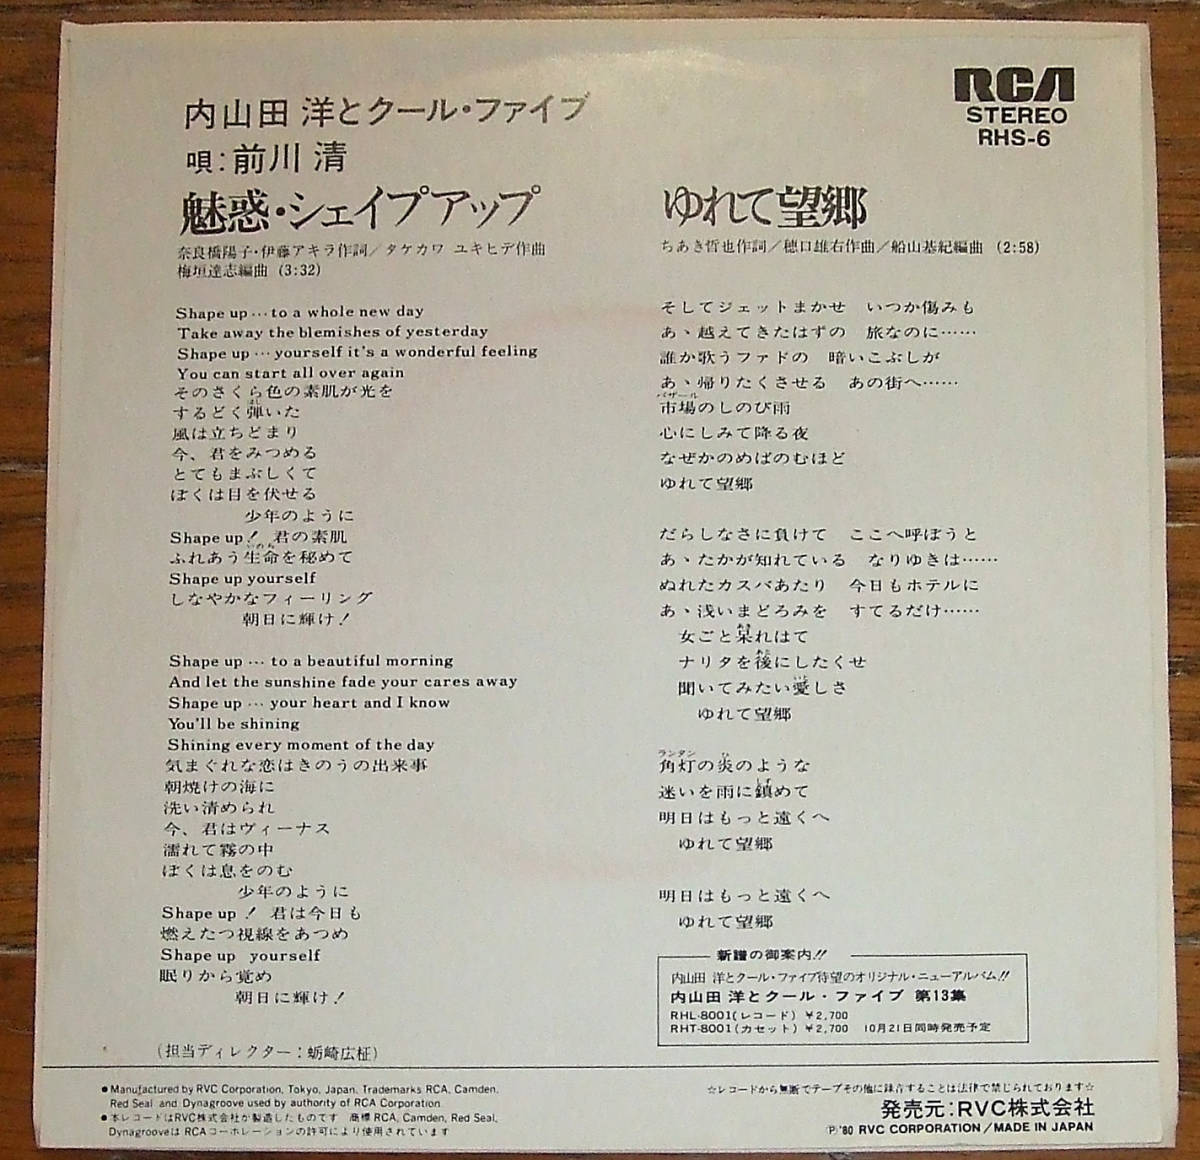 内山田 洋とクール・ファイブ
唄:前川 清
RCA
STEREO
RHS-6
魅惑・シェイプアップ
奈良橋陽子・伊藤アキラ作詞/タケカワ ユキヒデ作曲
梅垣達志編曲 (3:32)
Shape up … to a whole new day
Take away the blemishes of yesterday
Shape up … yourself it's a wonderful feeling
You can start all over again
そのさくら色の素肌が光を
するどく弾いた
はじ
風は立ちどまり
今、君をみつめる
とてもまぶしくて
ぼくは目を伏せる
少年のように
Shape up! 君の素肌
ふれあう生命を秘めて
いのち
Shape up yourself
しなやかなフィーリング
朝日に輝け!
Shape up … to a beautiful morning
And let the sunshine fade your cares away
Shape up … your heart and I know
You'll be shining
Shining every moment of the day
気まぐれな恋はきのうの出来事
朝焼けの海に
洗い清められ
今、君はヴィーナス
濡れて霧の中
ぼくは息をのむ
少年のように
Shape up! 君は今日も
燃えたつ視線をあつめ
Shape up yourself
眠りから覚め
朝日に輝け!
(担当ディレクター:蛎崎広柾)
ゆれて望郷
ちあき哲也作詞/穂口雄右作曲/船山基紀編曲 (2:58)
そしてジェットまかせ いつか傷みも
あゝ越えてきたはずの 旅なのに……
誰か歌うファドの 暗いこぶしが
あゝ帰りたくさせる あの街へ……
バザール
市場のしのび雨
心にしみて降る夜
なぜかのめばのむほど
ゆれて望郷
だらしなさに負けて ここへ呼ぼうと
あゝたかが知れている なりゆきは……
ぬれたカスバあたり 今日もホテルに
あゝ浅いまどろみを すてるだけ……
あき
女ごと呆れはて
あと
ナリタを後にしたくせ
いと
聞いてみたい愛しさ
ゆれて望郷
ランタン ひ
角灯の炎のような
しず
迷いを雨に鎮めて
明日はもっと遠くへ
ゆれて望郷
明日はもっと遠くへ
ゆれて望郷
新譜の御案内!!
内山田 洋とクール・ファイブ待望のオリジナル・ニューアルバム!!
内山田 洋とクール・ファイブ 第13集
RHL-8001(レコード) ¥2,700
RHT-8001(カセット) ¥2,700 10月21日同時発売予定
●Manufactured by RVC Corporation, Tokyo, Japan, Trademarks RCA, Camden,
Red Seal and Dynagroove used by authority of RCA Corporation.
●本レコードはRVC株式会社が製造したものです 商標RCA, Camden, Red Seal,
DynagrooveはRCAコーポレーションの許可により使用されています
☆レコードから無断でテープその他に録音することは法律で禁じられております☆
発売元:RVC株式会社
Ⓟ'80 RVC CORPORATION/MADE IN JAPAN